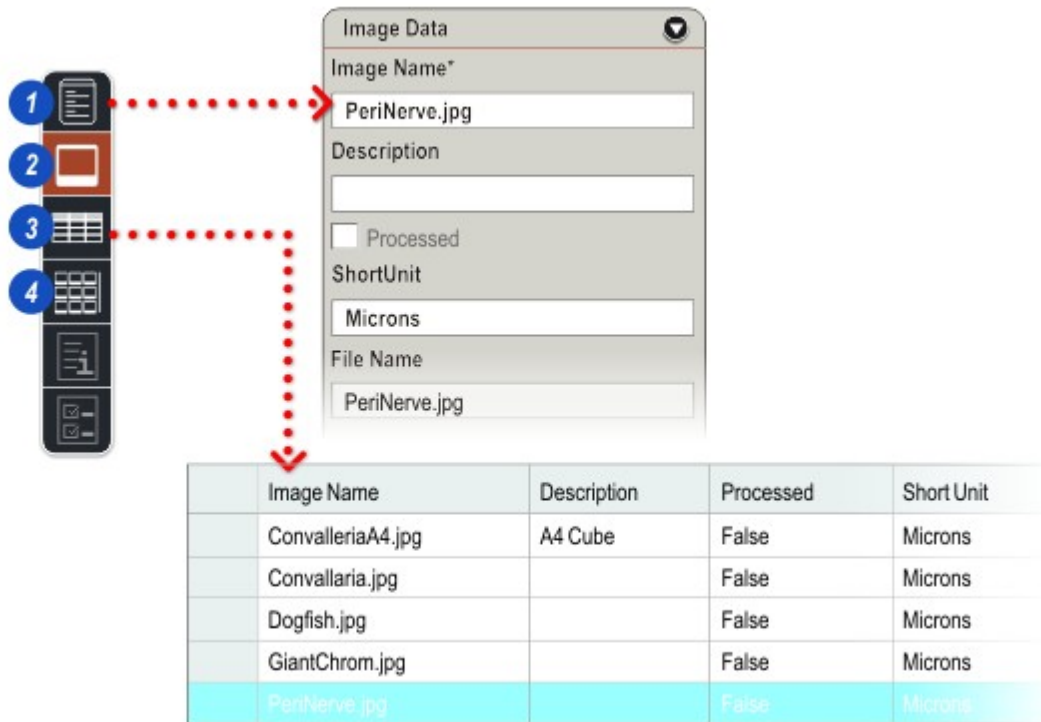 Image Data
Image Name*
1
PeriNerve.jpg
2
Description
Processed
3
ShortUnit
4
Microns
File Name
PeriNerve.jpg
Image Name Description Processed Short Unit
ConvalleriaA4.jpg A4 Cube False Microns
Convallaria.jpg False Microns
Dogfish.jpg False Microns
GiantChrom.jpg False Microns
PeriNerve.jpg False Microns